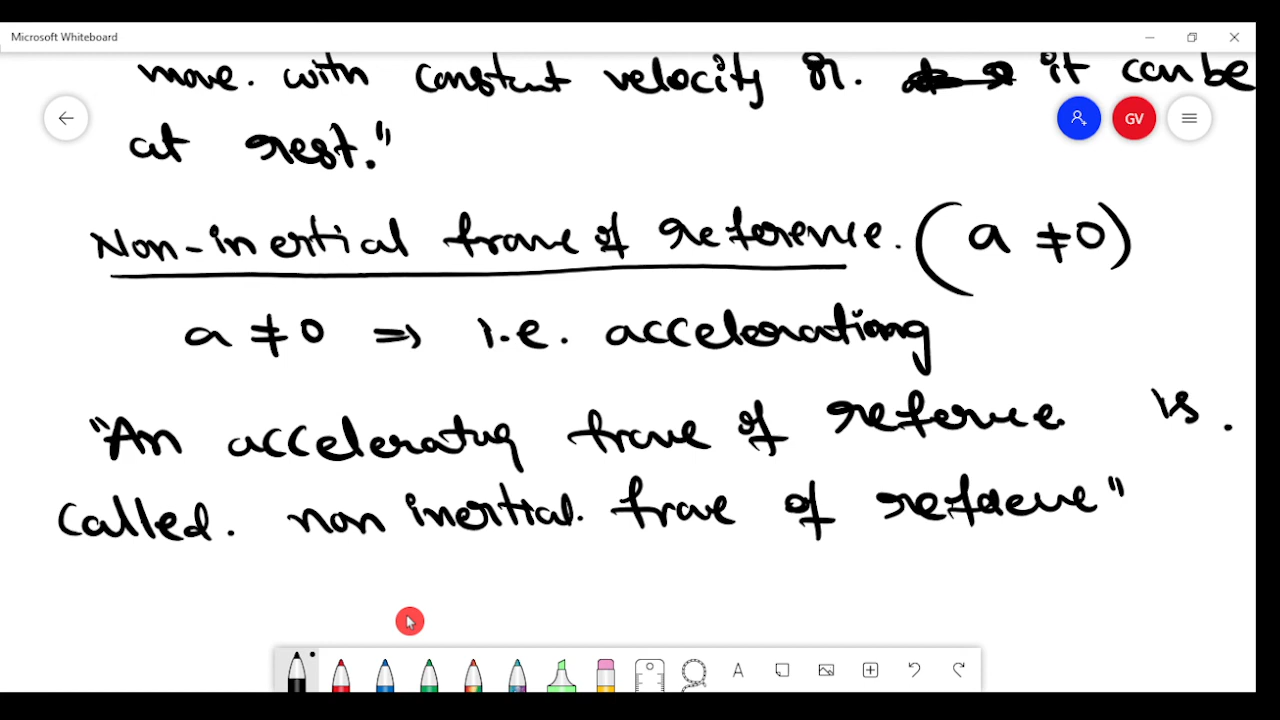 Microsoft Whiteboard
move. with constant velocity or. it can be
at rest."
GV
Non-inertial frame of reference. (a ≠0)
a ≠ 0 ⇒ i.e. accelerationg
"An accelerating frame of reference is.
called. non inertial. frame of reference"
A